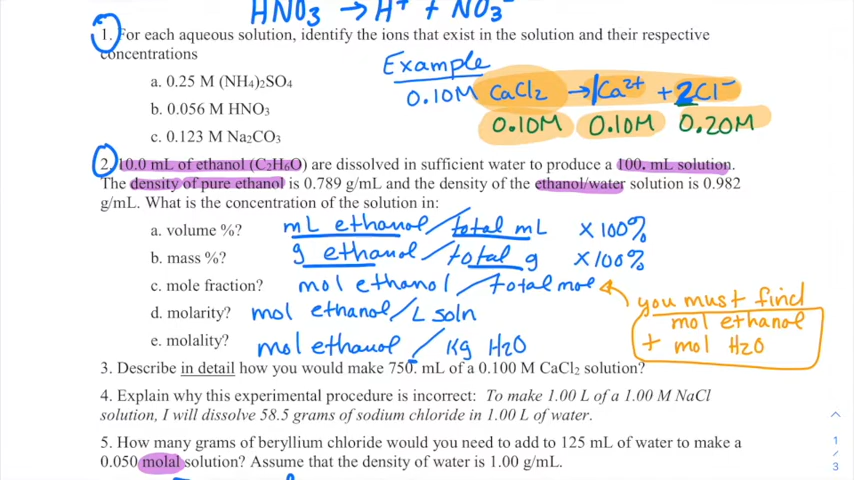 HNO3 → H+ + NO3-
1. For each aqueous solution, identify the ions that exist in the solution and their respective
concentrations
Example
a. 0.25 M (NH4)2SO4
0.10M CaCl2 → 1Ca2+ + 2Cl-
b. 0.056 M HNO3
0.10M 0.10M 0.20M
c. 0.123 M Na2CO3
2. 10.0 mL of ethanol (C2H6O) are dissolved in sufficient water to produce a 100. mL solution.
The density of pure ethanol is 0.789 g/mL and the density of the ethanol/water solution is 0.982
g/mL. What is the concentration of the solution in:
a. volume %? mL ethanol / total mL x100%
b. mass %? g ethanol / total g x100%
c. mole fraction? mol ethanol / total mol
you must find
d. molarity? mol ethanol / L soln
mol ethanol
e. molality? mol ethanol / Kg H2O
+ mol H2O
3. Describe in detail how you would make 750. mL of a 0.100 M CaCl2 solution?
4. Explain why this experimental procedure is incorrect: To make 1.00 L of a 1.00 M NaCl
solution, I will dissolve 58.5 grams of sodium chloride in 1.00 L of water.
5. How many grams of beryllium chloride would you need to add to 125 mL of water to make a
0.050 molal solution? Assume that the density of water is 1.00 g/mL.
1
/
3